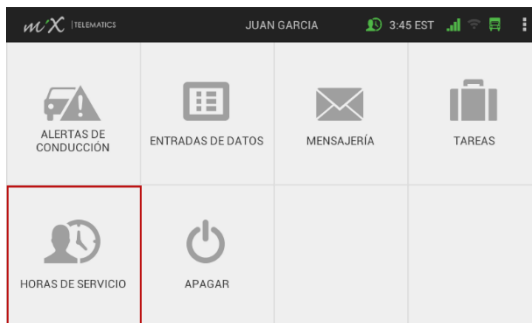 miX TELEMATICS JUAN GARCIA 3:45 EST
ALERTAS DE
CONDUCCIÓN
ENTRADAS DE DATOS
MENSAJERÍA
TAREAS
HORAS DE SERVICIO
APAGAR